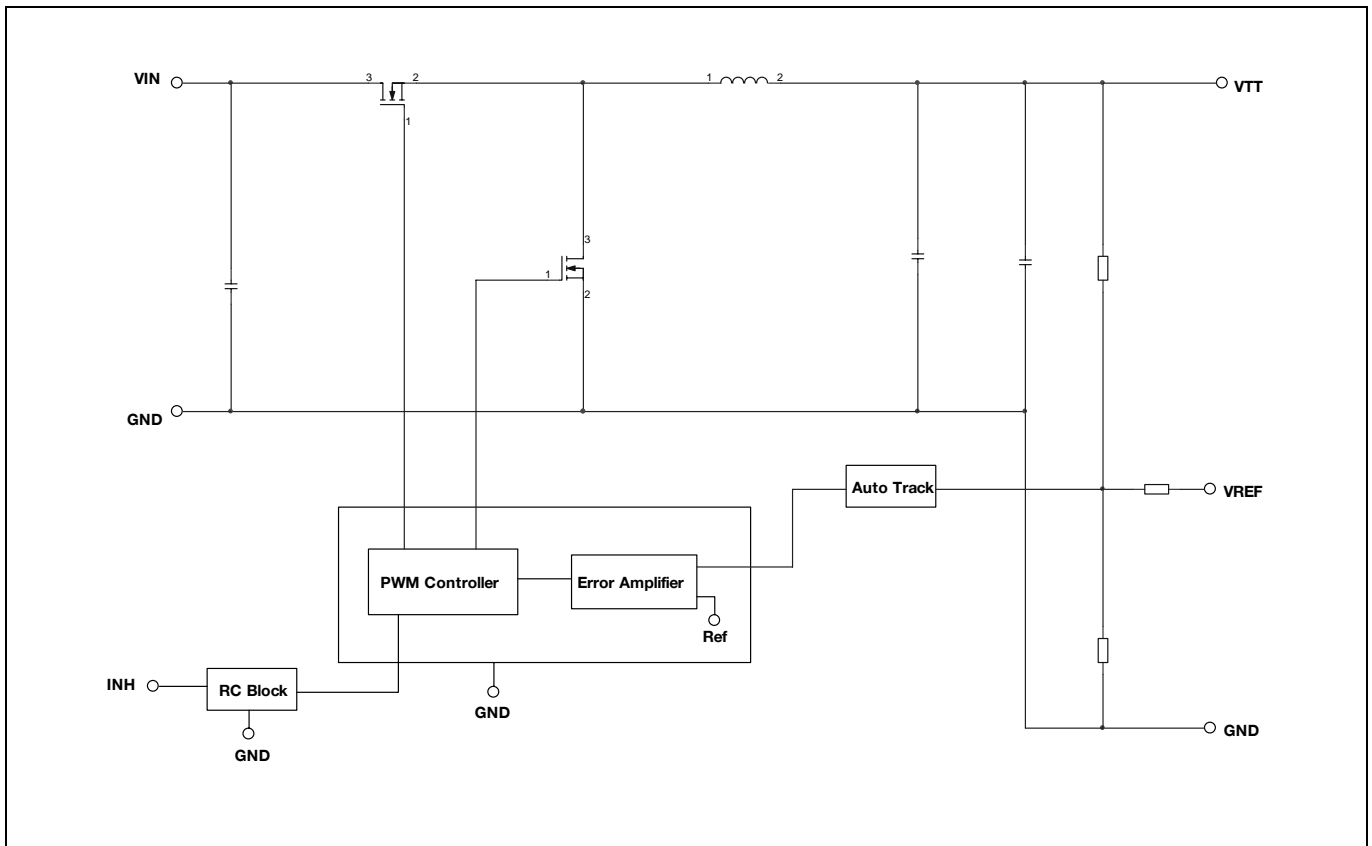 VIN
3
2
1
1
2
VTT
3
1
2
GND
Auto Track
VREF
PWM Controller
Error Amplifier
Ref
INH
RC Block
GND
GND
GND